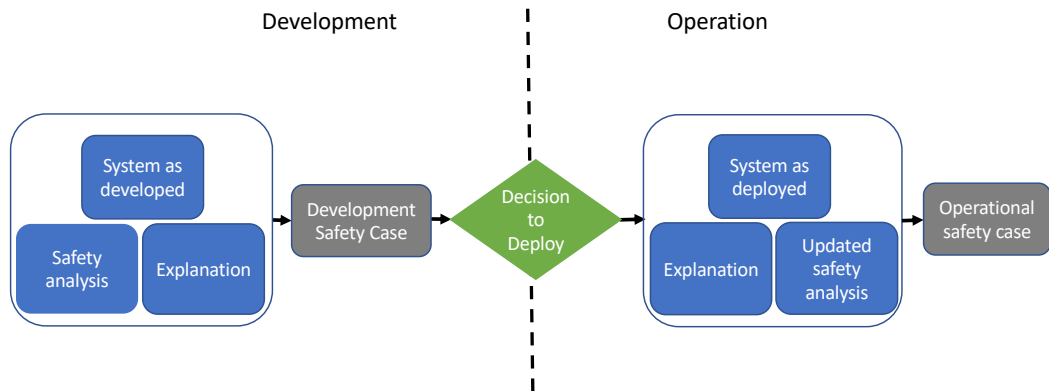 Development
Operation
System as
developed
Safety
analysis
Explanation
Development
Safety Case
Decision
to
Deploy
System as
deployed
Explanation
Updated
safety
analysis
Operational
safety case